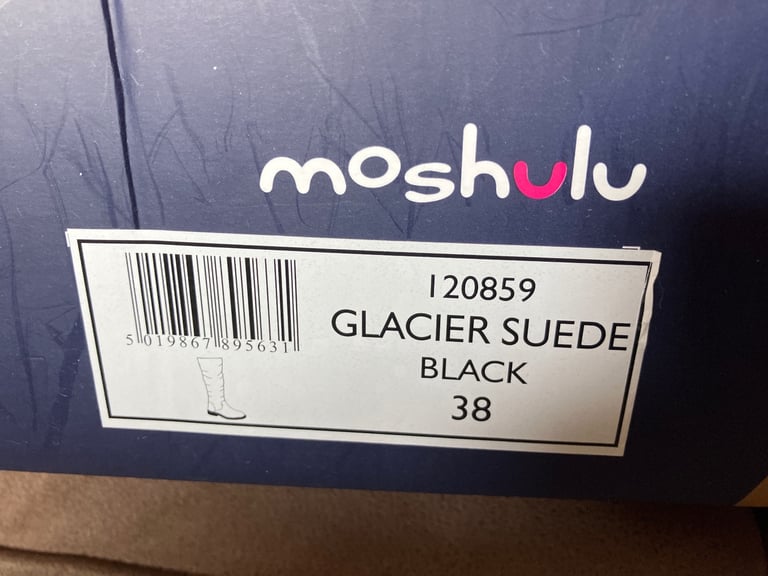 moshulu
120859
GLACIER SUEDE
BLACK
38
5 019867 895631